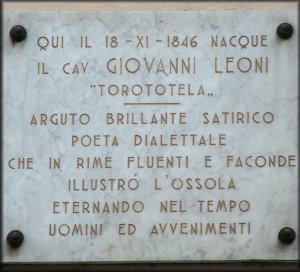 QUI IL 18-XI-1846 NACQUE
IL CAV GIOVANNI LEONI
"TOROTOTELA„
ARGUTO BRILLANTE SATIRICO
POETA DIALETTALE
CHE IN RIME FLUENTI E FACONDE
ILLUSTRÓ L'OSSOLA
ETERNANDO NEL TEMPO
UOMINI ED AVVENIMENTI